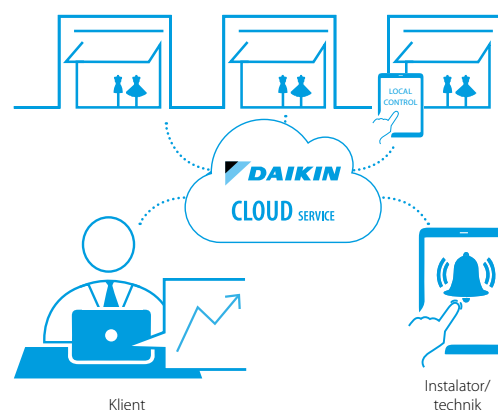 LOCAL
CONTROL
DAIKIN
CLOUD SERVICE
Klient
Instalator/
technik